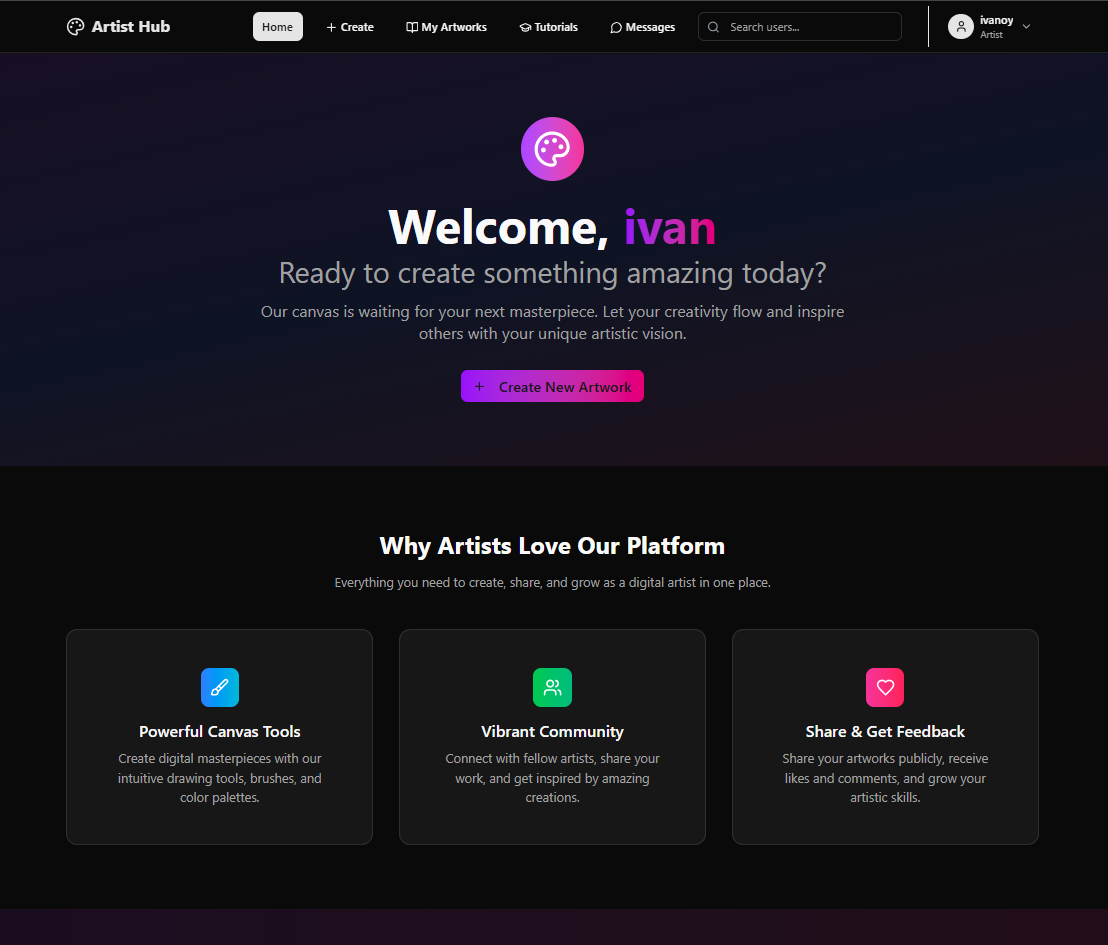 Artist Hub
Home
Create
My Artworks
Tutorials
Messages
Search users...
ivanoy
Artist
Welcome, ivan
Ready to create something amazing today?
Our canvas is waiting for your next masterpiece. Let your creativity flow and inspire
others with your unique artistic vision.
Create New Artwork
Why Artists Love Our Platform
Everything you need to create, share, and grow as a digital artist in one place.
Powerful Canvas Tools
Create digital masterpieces with our
intuitive drawing tools, brushes, and
color palettes.
Vibrant Community
Connect with fellow artists, share your
work, and get inspired by amazing
creations.
Share & Get Feedback
Share your artworks publicly, receive
likes and comments, and grow your
artistic skills.